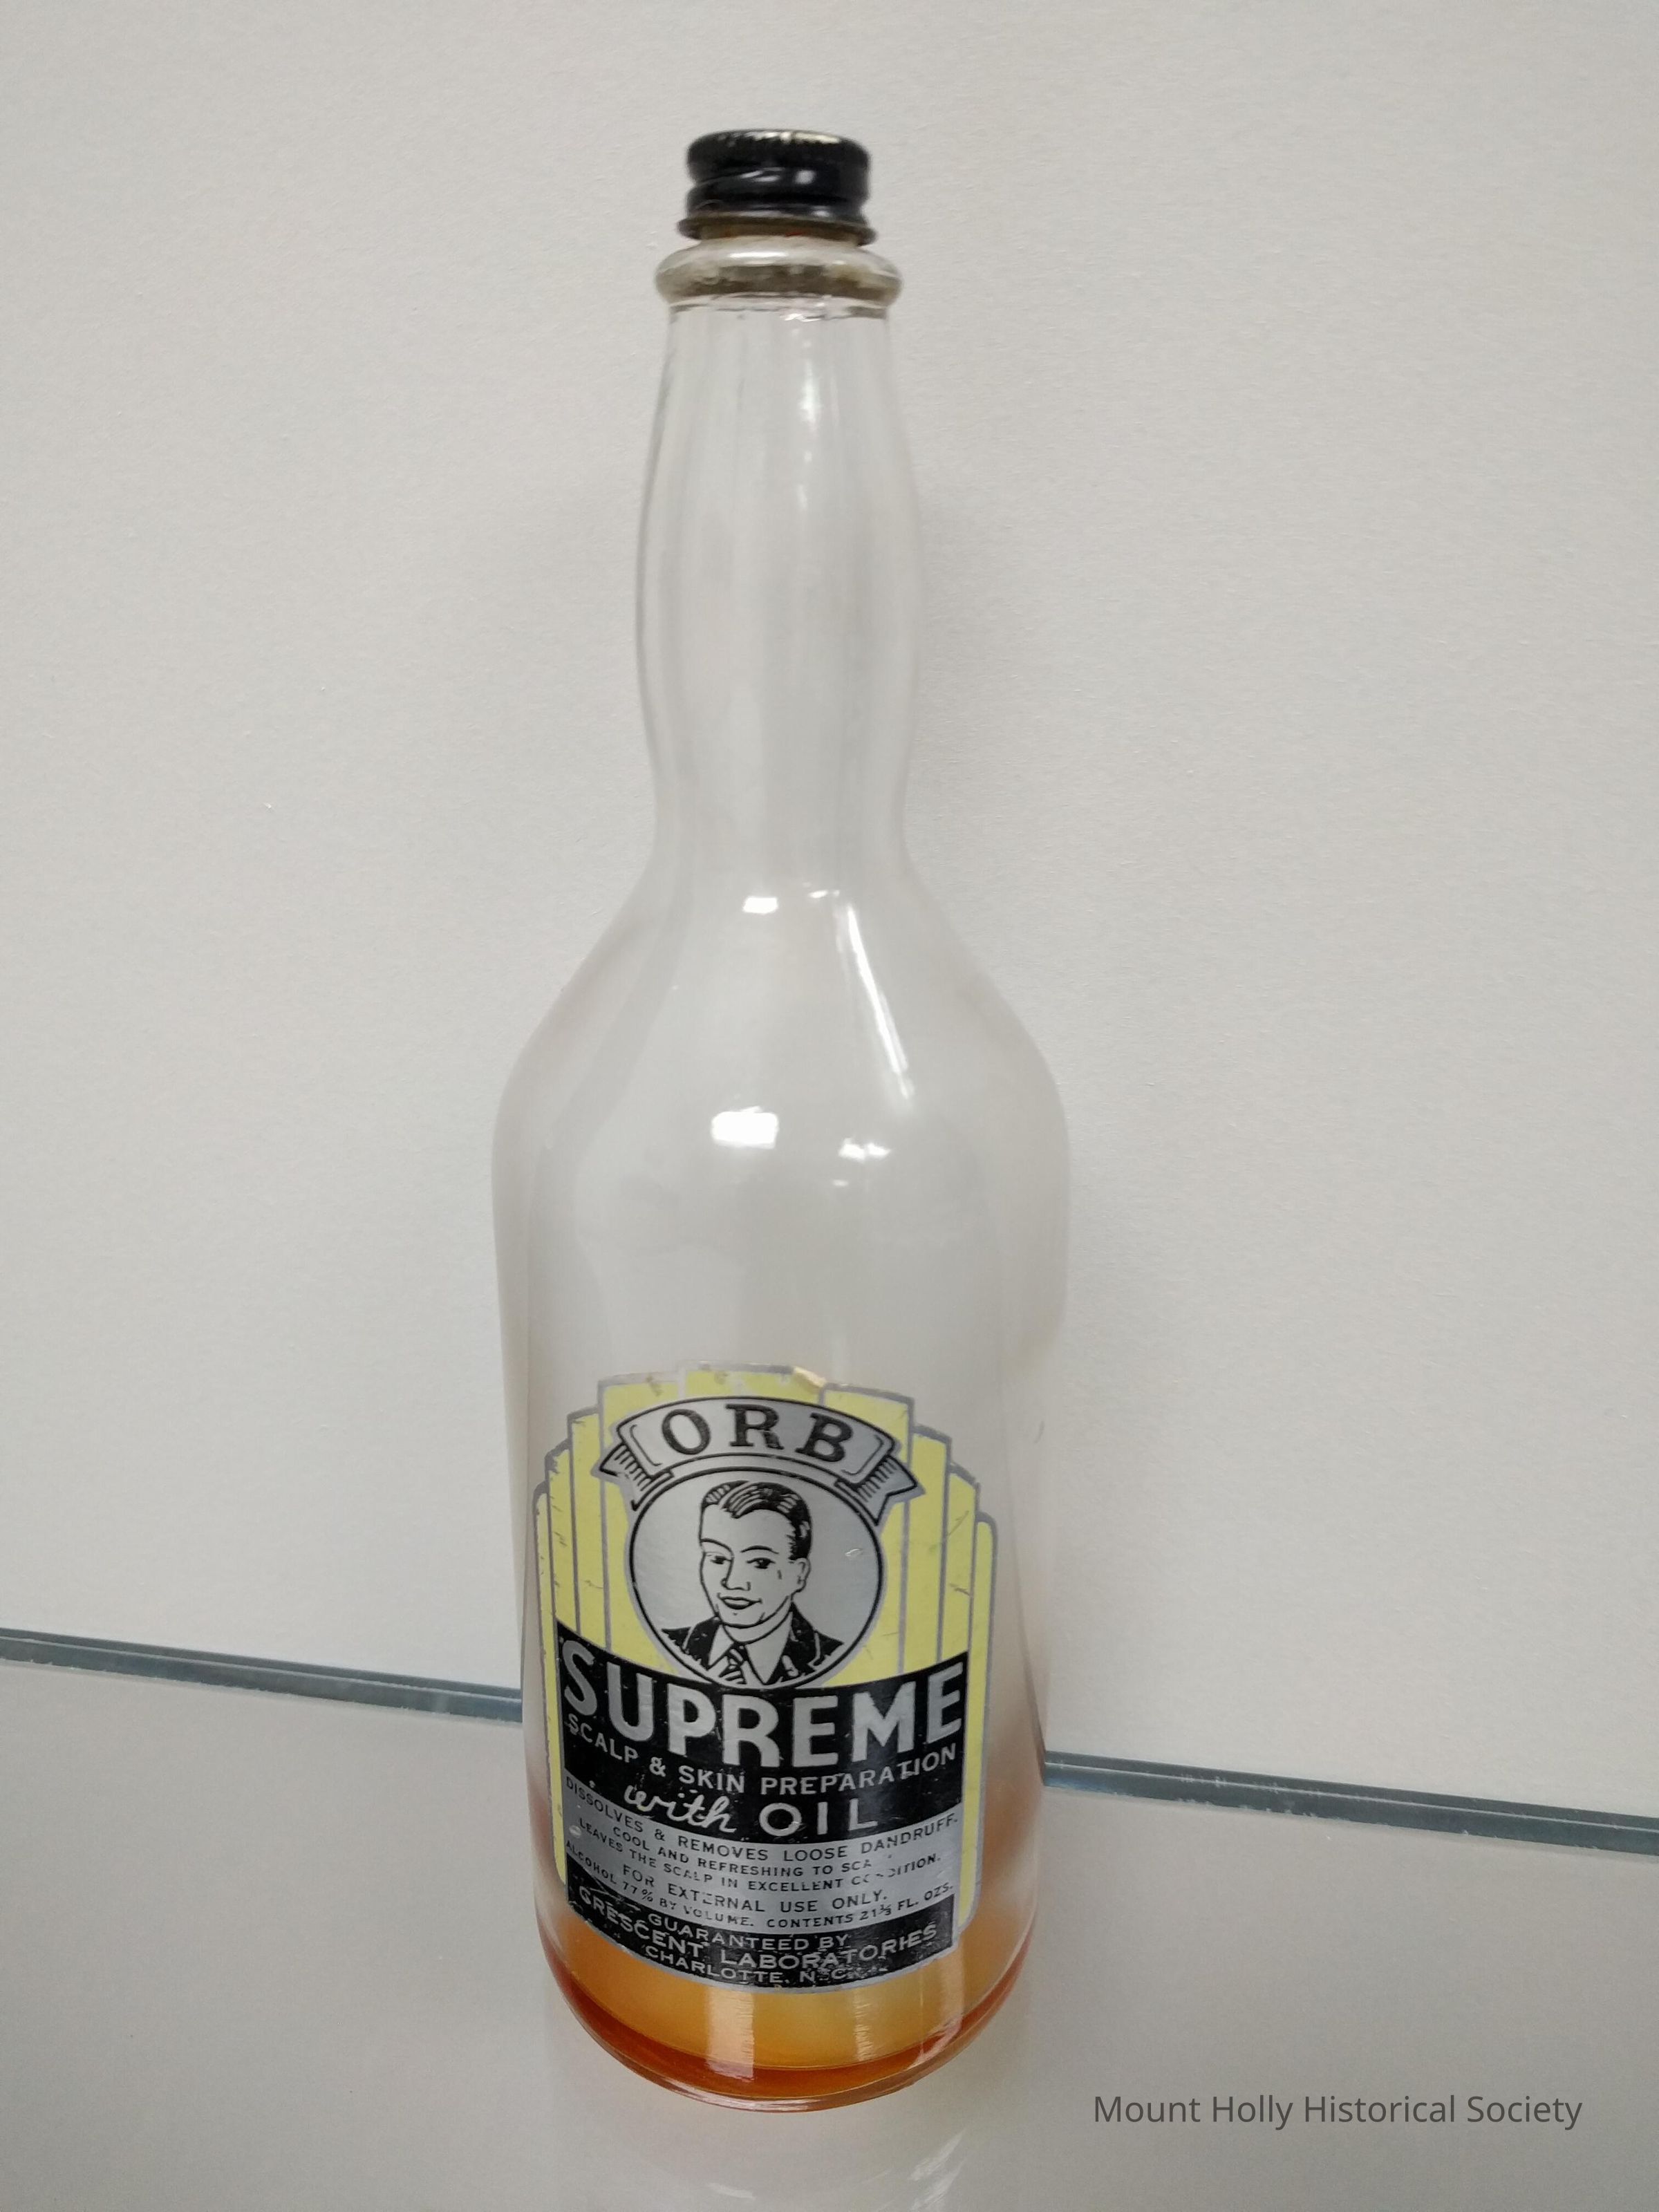 ORB
SUPREME
SCALP & SKIN PREPARATION
with OIL
DISSOLVES & REMOVES LOOSE DANDRUFF.
COOL AND REFRESHING TO
LEAVES THE SCALP IN EXCELLENT
FOR EXTERNAL USE ONLY.
ALCOHOL 77% BY VOLUME. CONTENTS 21⅓ FL. OZS.
GUARANTEED BY
CRESCENT LABORATORIES
CHARLOTTE, N.C.
Mount Holly Historical Society